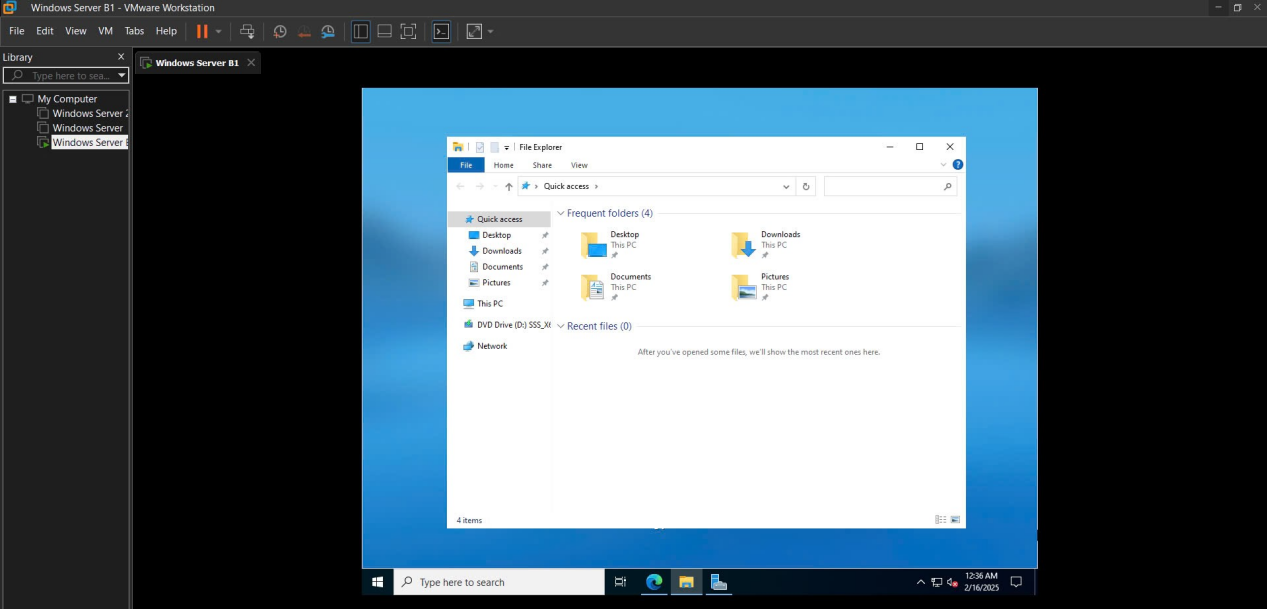 Windows Server B1 - VMware Workstation
File Edit View VM Tabs Help
Library
Type here to sea...
Windows Server B1
My Computer
Windows Server 2
Windows Server
Windows Server
File Explorer
File Home Share View
Quick access
Quick access
Desktop
Downloads
Documents
Pictures
This PC
DVD Drive (D:) SSS_X6
Network
Frequent folders (4)
Desktop
This PC
Downloads
This PC
Documents
This PC
Pictures
This PC
Recent files (0)
After you've opened some files, we'll show the most recent ones here.
4 items
Type here to search
12:36 AM
2/16/2025